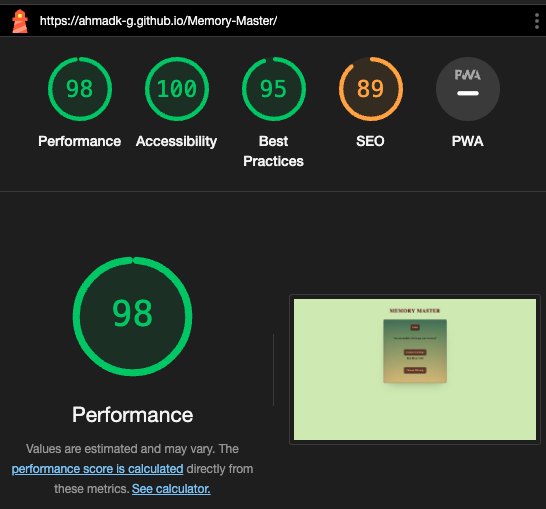 https://ahmadk-g.github.io/Memory-Master/
98
100
95
89
PWA
Performance
Accessibility
Best
Practices
SEO
PWA
98
MEMORY MASTER
Performance
Values are estimated and may vary. The
performance score is calculated directly from
these metrics. See calculator.